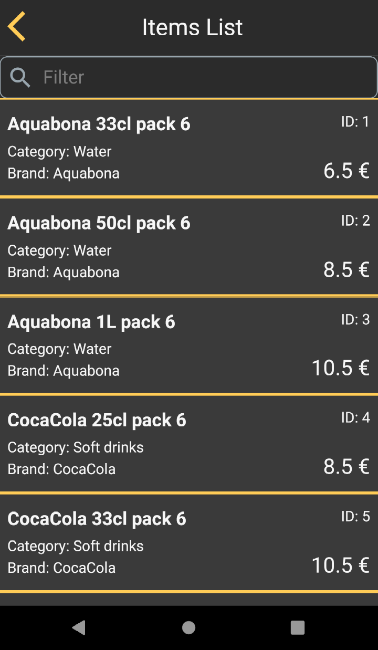 Items List
Filter
Aquabona 33cl pack 6 ID: 1
Category: Water
Brand: Aquabona 6.5 €
Aquabona 50cl pack 6 ID: 2
Category: Water
Brand: Aquabona 8.5 €
Aquabona 1L pack 6 ID: 3
Category: Water
Brand: Aquabona 10.5 €
CocaCola 25cl pack 6 ID: 4
Category: Soft drinks
Brand: CocaCola 8.5 €
CocaCola 33cl pack 6 ID: 5
Category: Soft drinks
Brand: CocaCola 10.5 €